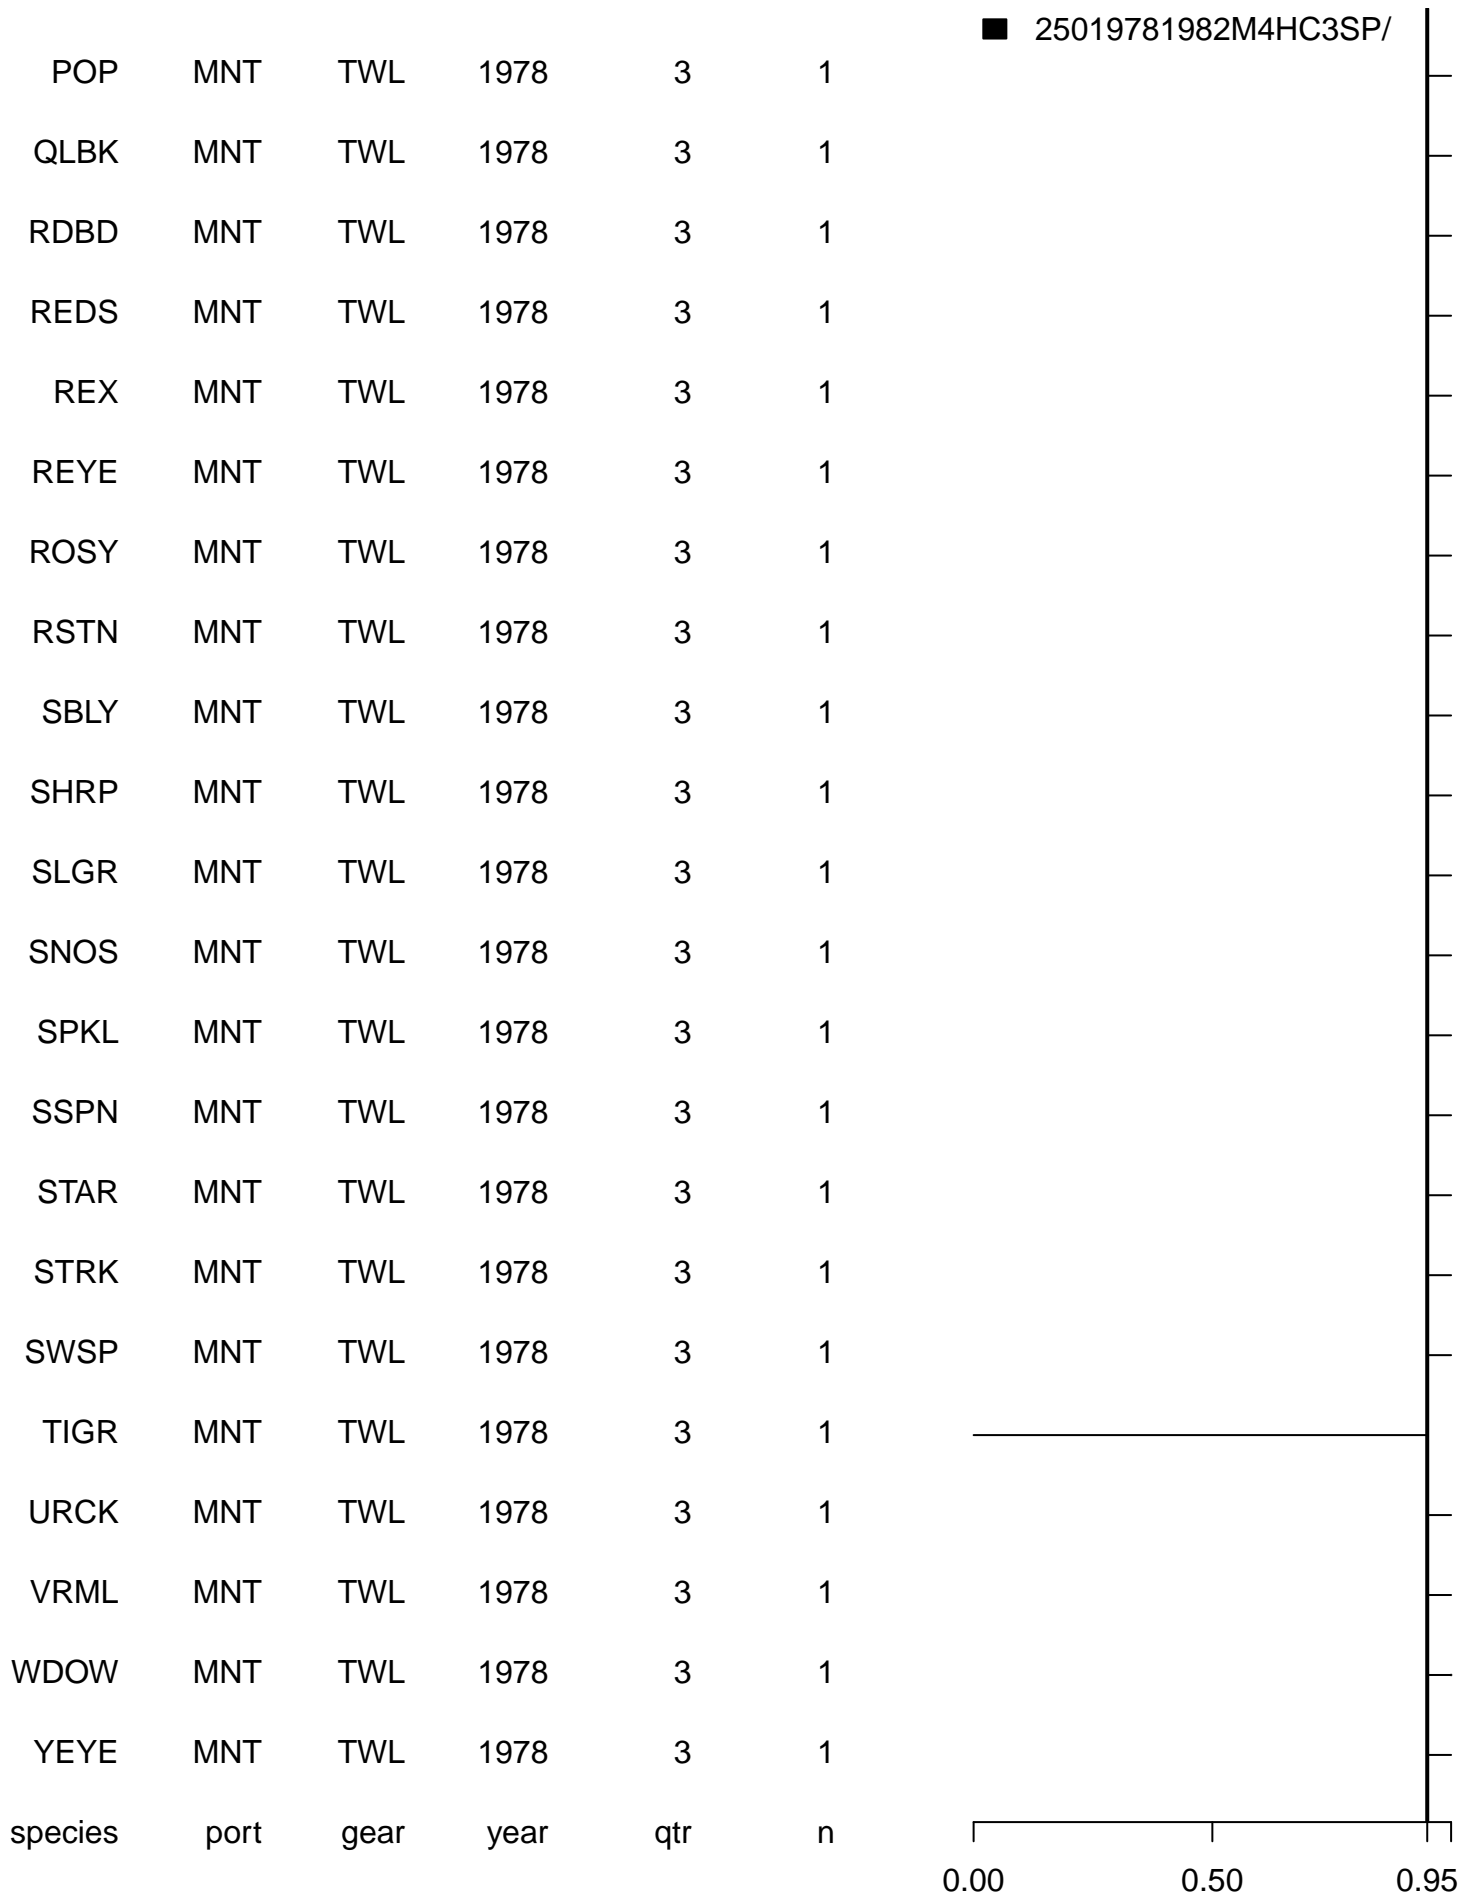 25019781982M4HC3SP/
POP MNT TWL 1978 3 1
QLBK MNT TWL 1978 3 1
RDBD MNT TWL 1978 3 1
REDS MNT TWL 1978 3 1
REX MNT TWL 1978 3 1
REYE MNT TWL 1978 3 1
ROSY MNT TWL 1978 3 1
RSTN MNT TWL 1978 3 1
SBLY MNT TWL 1978 3 1
SHRP MNT TWL 1978 3 1
SLGR MNT TWL 1978 3 1
SNOS MNT TWL 1978 3 1
SPKL MNT TWL 1978 3 1
SSPN MNT TWL 1978 3 1
STAR MNT TWL 1978 3 1
STRK MNT TWL 1978 3 1
SWSP MNT TWL 1978 3 1
TIGR MNT TWL 1978 3 1
URCK MNT TWL 1978 3 1
VRML MNT TWL 1978 3 1
WDOW MNT TWL 1978 3 1
YEYE MNT TWL 1978 3 1
species port gear year qtr n
0.00 0.50 0.95